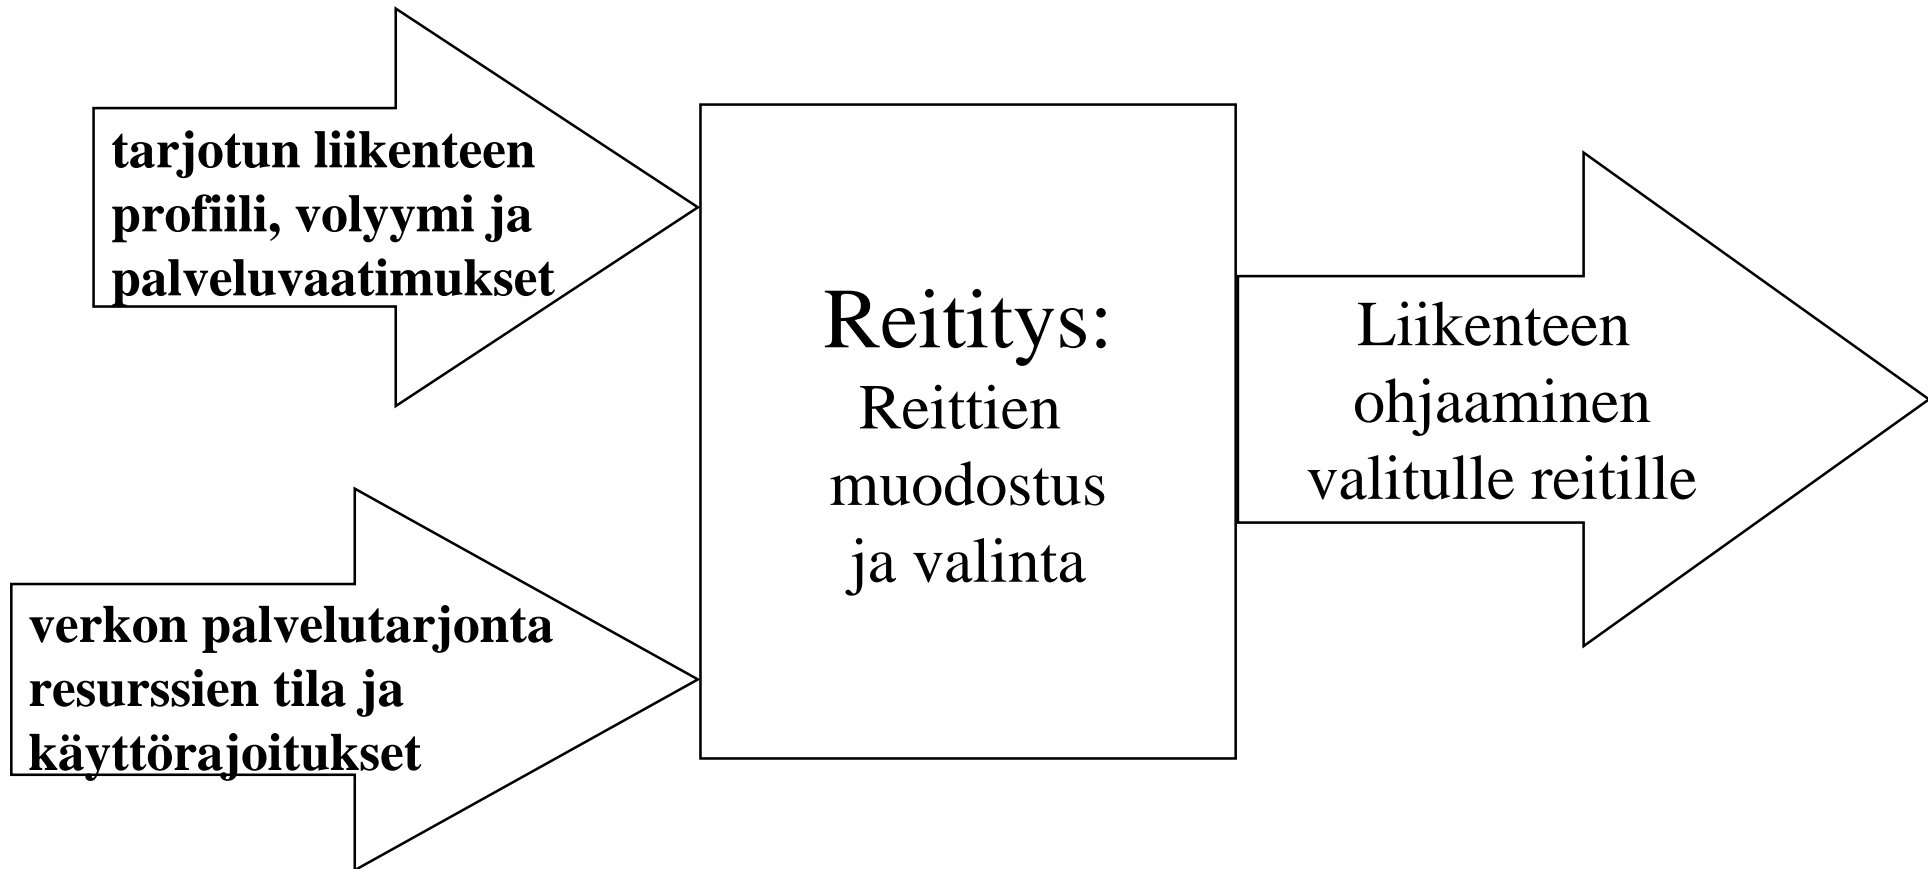 tarjotun liikenteen
profiili, volyymi ja
palveluvaatimukset
verkon palvelutarjonta
resurssien tila ja
käyttörajoitukset
Reititys:
Reittien
muodostus
ja valinta
Liikenteen
ohjaaminen
valitulle reitille